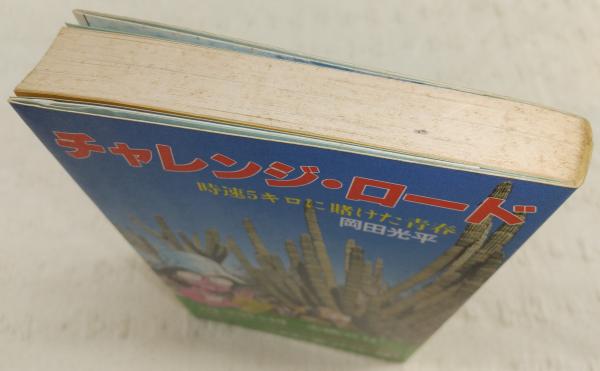 チャレンジ・ロード
時速5キロに賭けた青春
岡田光平